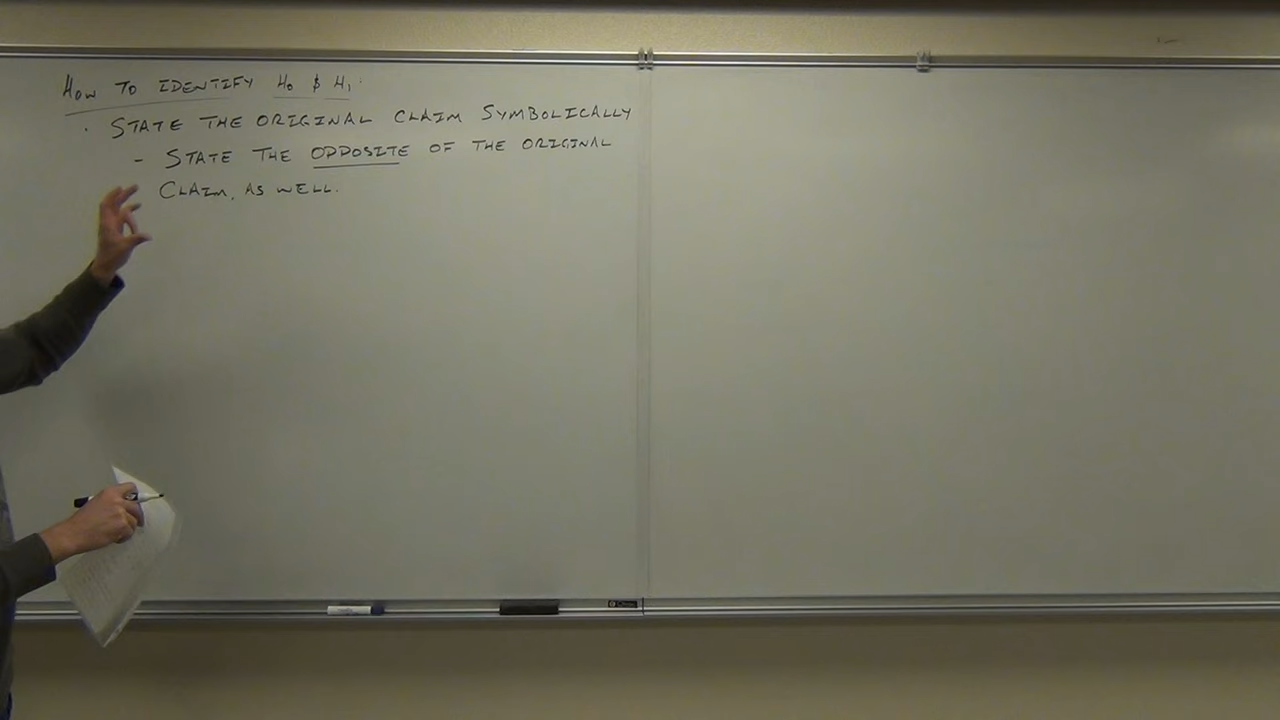 HOW TO IDENTIFY H₀ & H₁:
· STATE THE ORIGINAL CLAIM SYMBOLICALLY
- STATE THE OPPOSITE OF THE ORIGINAL
CLAIM, AS WELL.